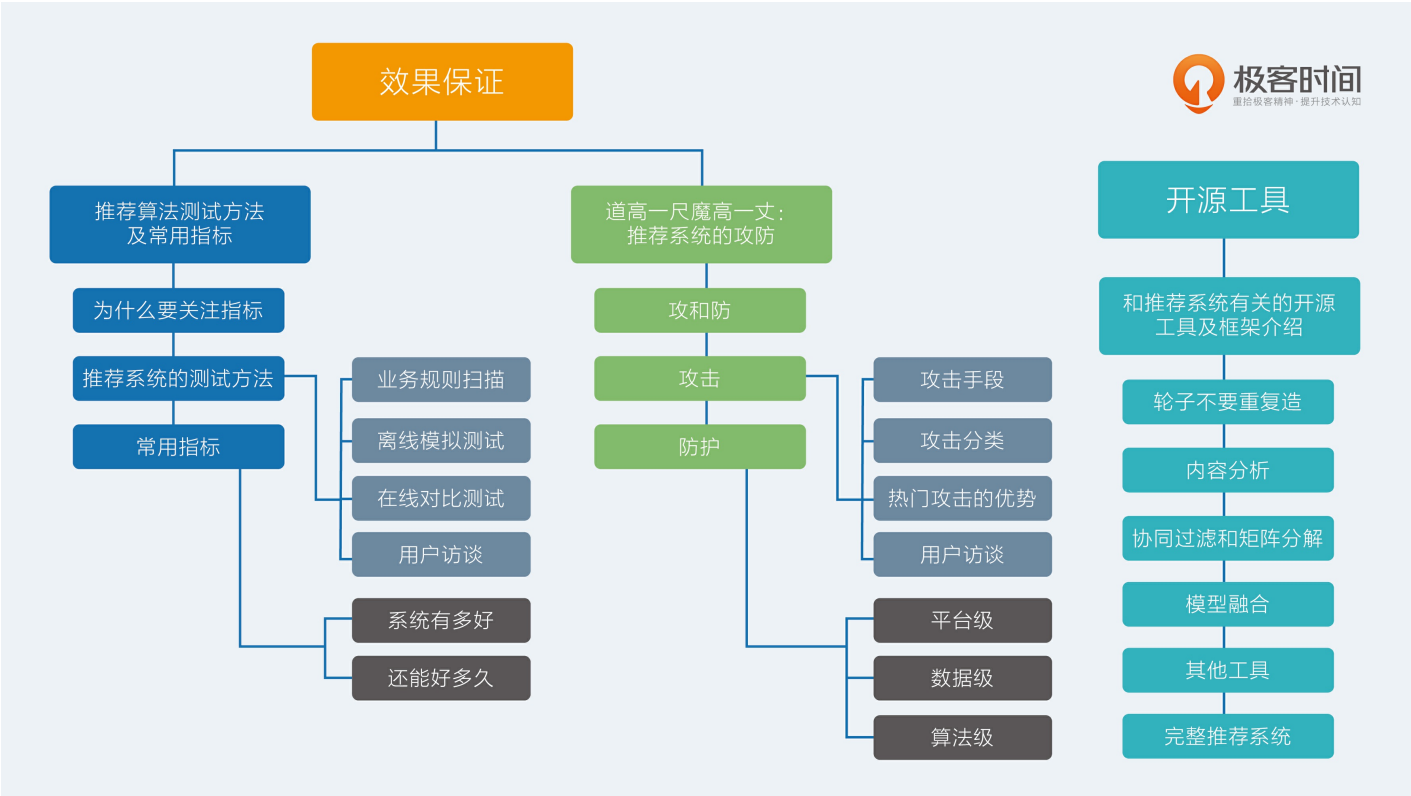 效果保证
极客时间
重拾极客精神·提升技术认知
推荐算法测试方法
及常用指标
为什么要关注指标
推荐系统的测试方法
常用指标
业务规则扫描
离线模拟测试
在线对比测试
用户访谈
系统有多好
还能好多久
道高一尺魔高一丈：
推荐系统的攻防
攻和防
攻击
防护
攻击手段
攻击分类
热门攻击的优势
用户访谈
平台级
数据级
算法级
开源工具
和推荐系统有关的开源
工具及框架介绍
轮子不要重复造
内容分析
协同过滤和矩阵分解
模型融合
其他工具
完整推荐系统